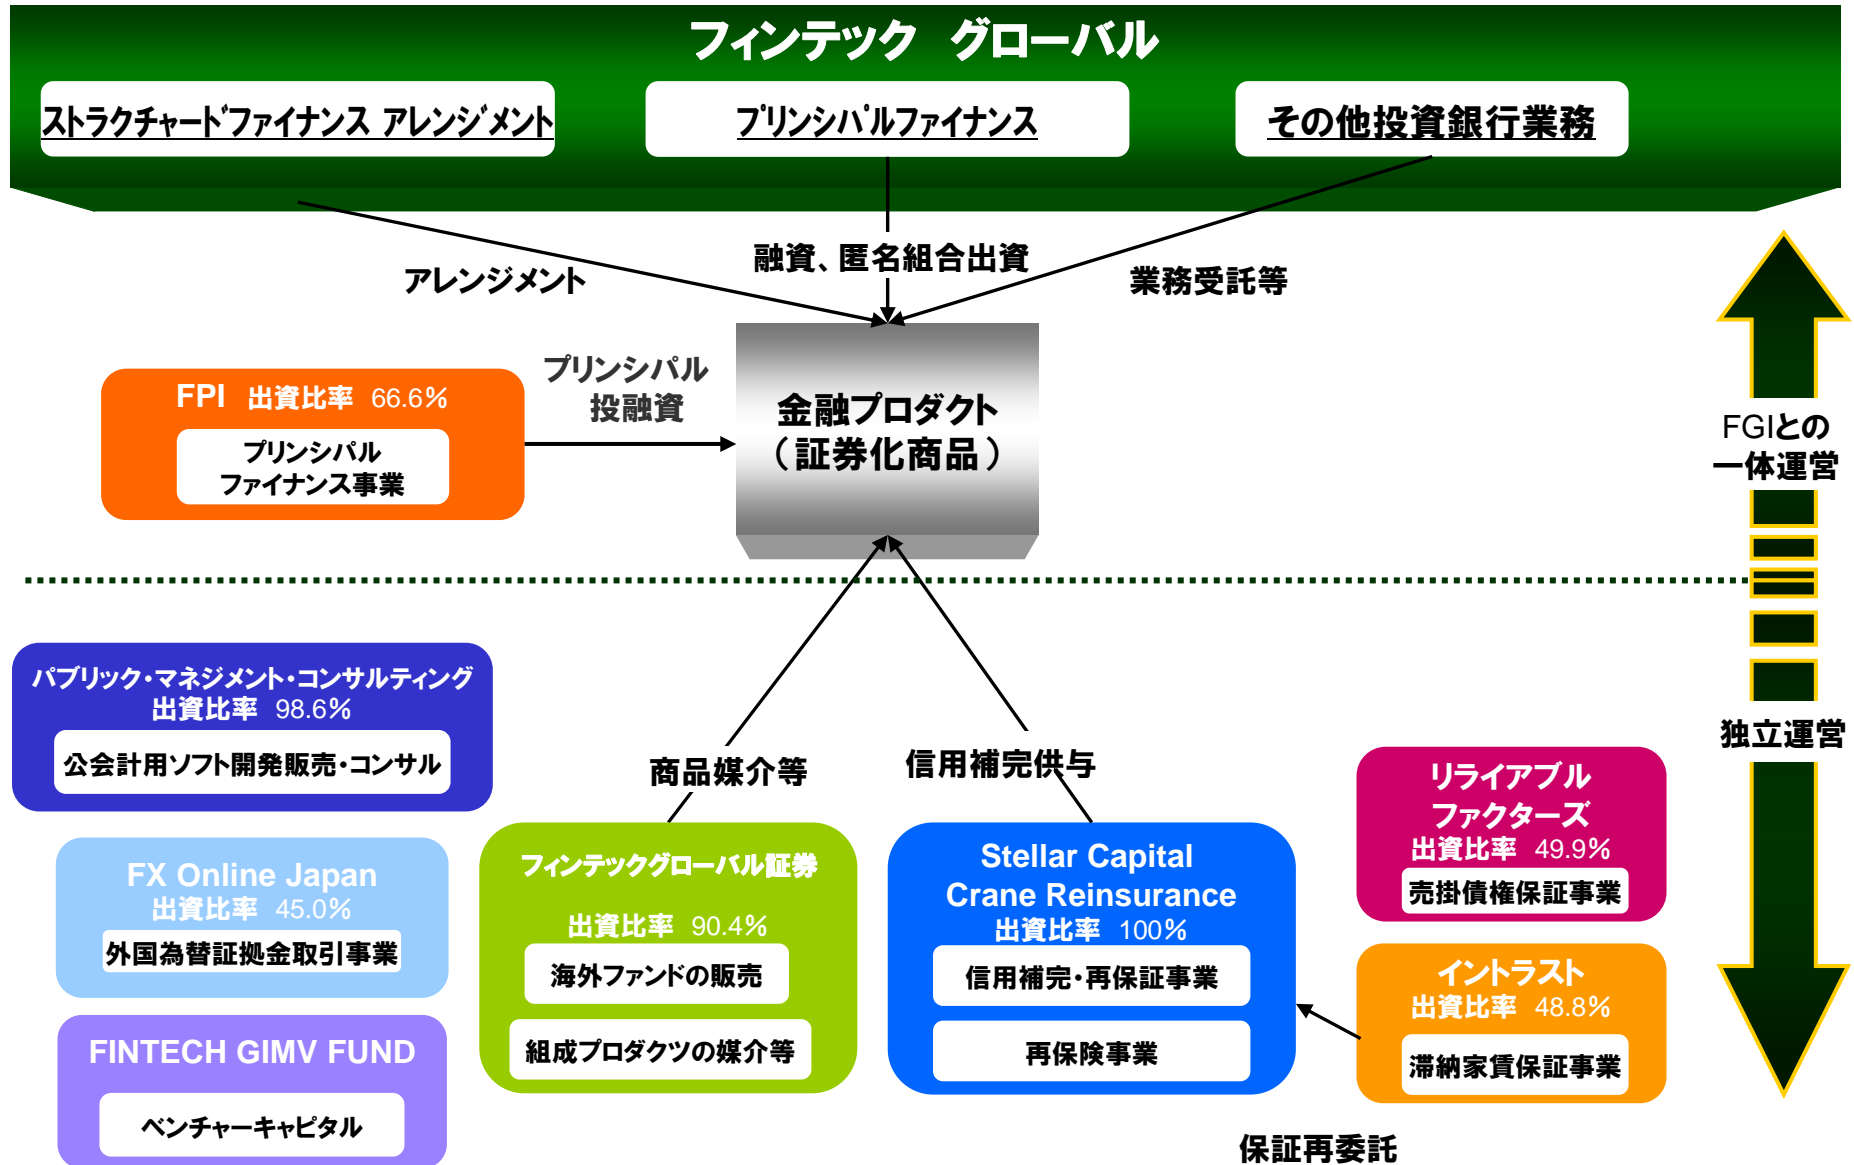 フィンテック　グローバル
ストラクチャードファイナンス アレンジメント
プリンシパルファイナンス
その他投資銀行業務
アレンジメント
融資、匿名組合出資
業務受託等
FPI 出資比率 66.6%
プリンシパル
ファイナンス事業
プリンシパル
投融資
金融プロダクト
（証券化商品）
FGIとの
一体運営
パブリック・マネジメント・コンサルティング
出資比率 98.6%
公会計用ソフト開発販売・コンサル
独立運営
商品媒介等
信用補完供与
FX Online Japan
出資比率 45.0%
外国為替証拠金取引事業
フィンテックグローバル証券
出資比率 90.4%
海外ファンドの販売
組成プロダクツの媒介等
Stellar Capital
Crane Reinsurance
出資比率 100%
信用補完・再保証事業
再保険事業
リライアブル
ファクターズ
出資比率 49.9%
売掛債権保証事業
イントラスト
出資比率 48.8%
滞納家賃保証事業
FINTECH GIMV FUND
ベンチャーキャピタル
保証再委託